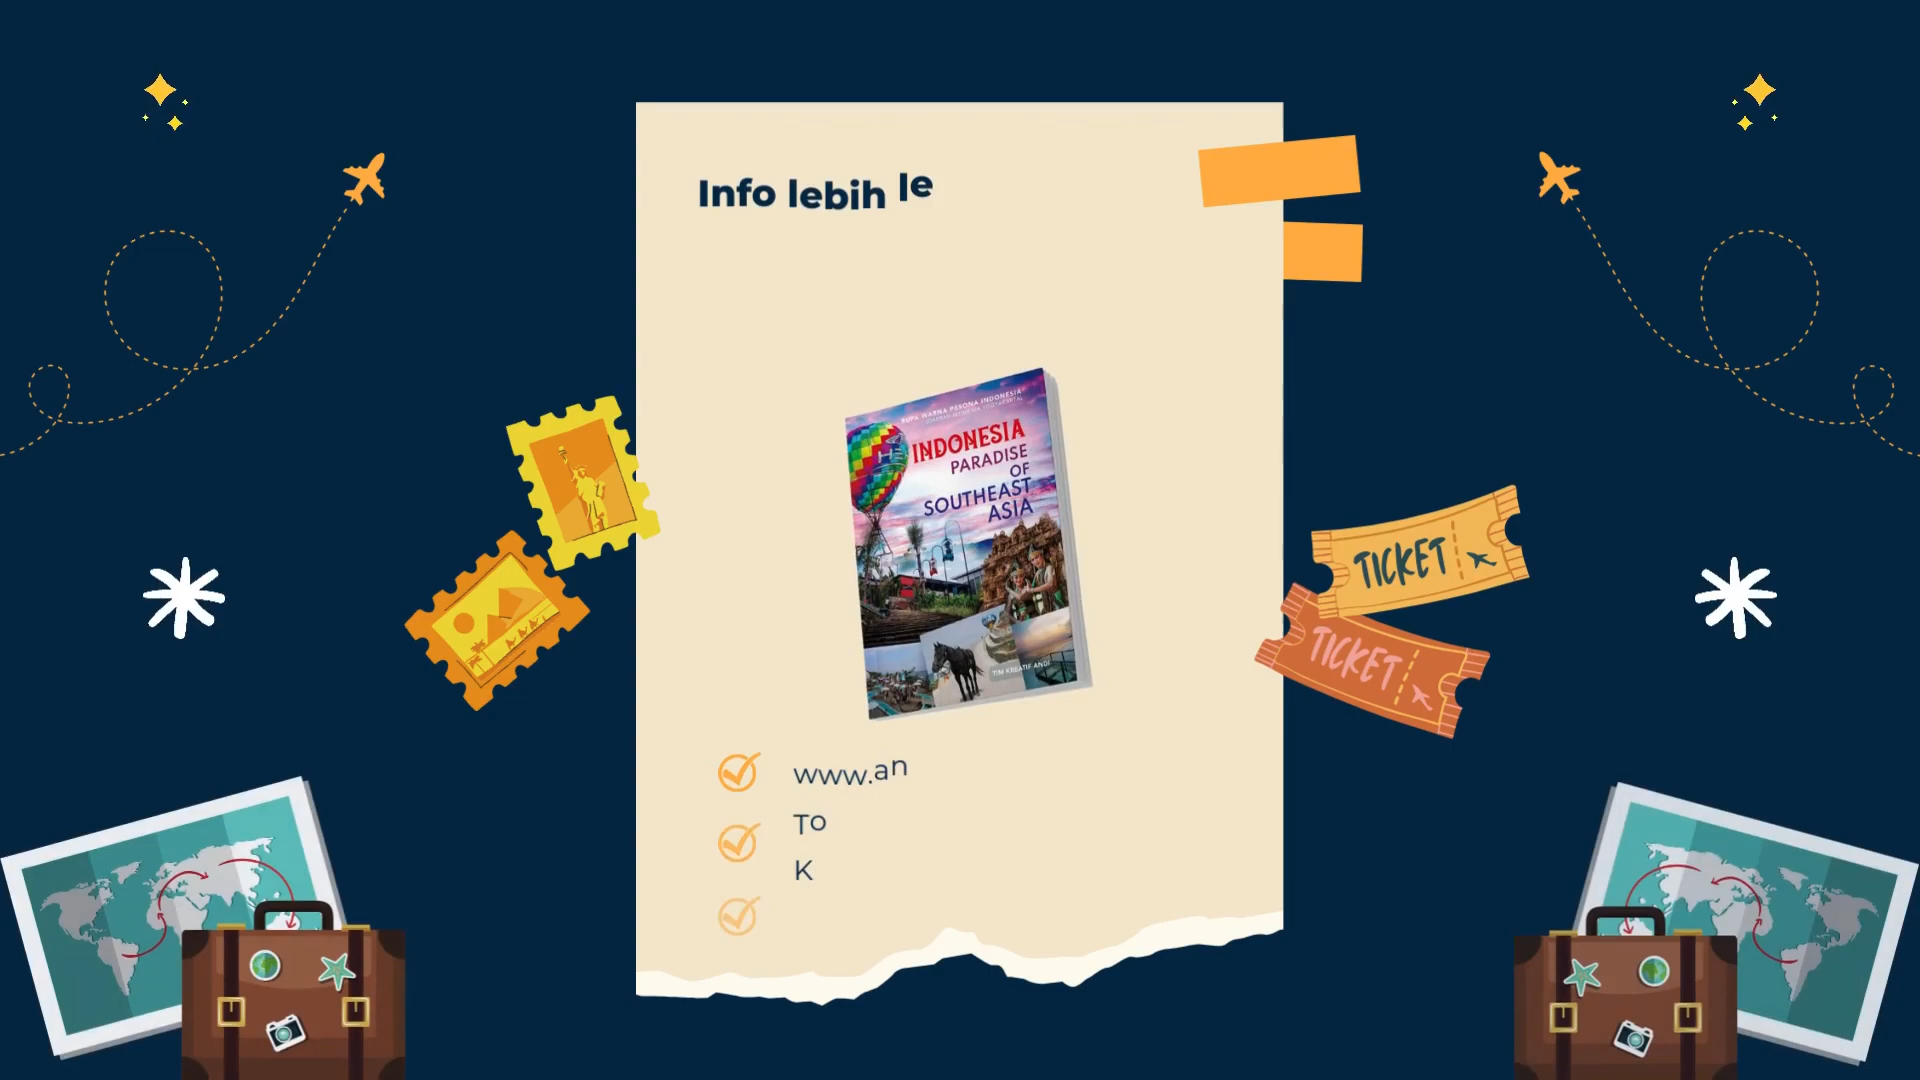 Info lebih le
RUPA WARNA PESONA INDONESIA
INDONESIA
PARADISE
OF
SOUTHEAST
ASIA
TIM KREATIF ANDI
TICKET
TICKET
www.an
To
K